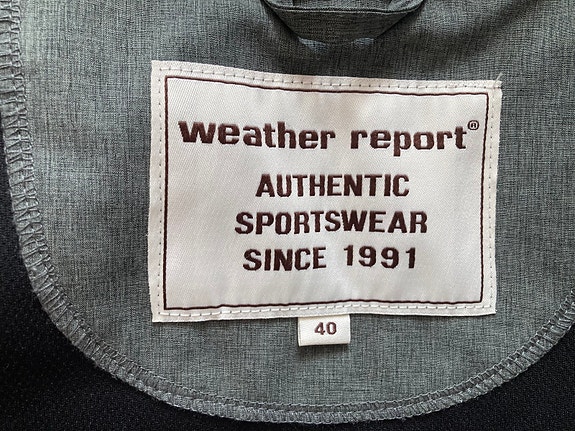 weather report®
AUTHENTIC
SPORTSWEAR
SINCE 1991
40